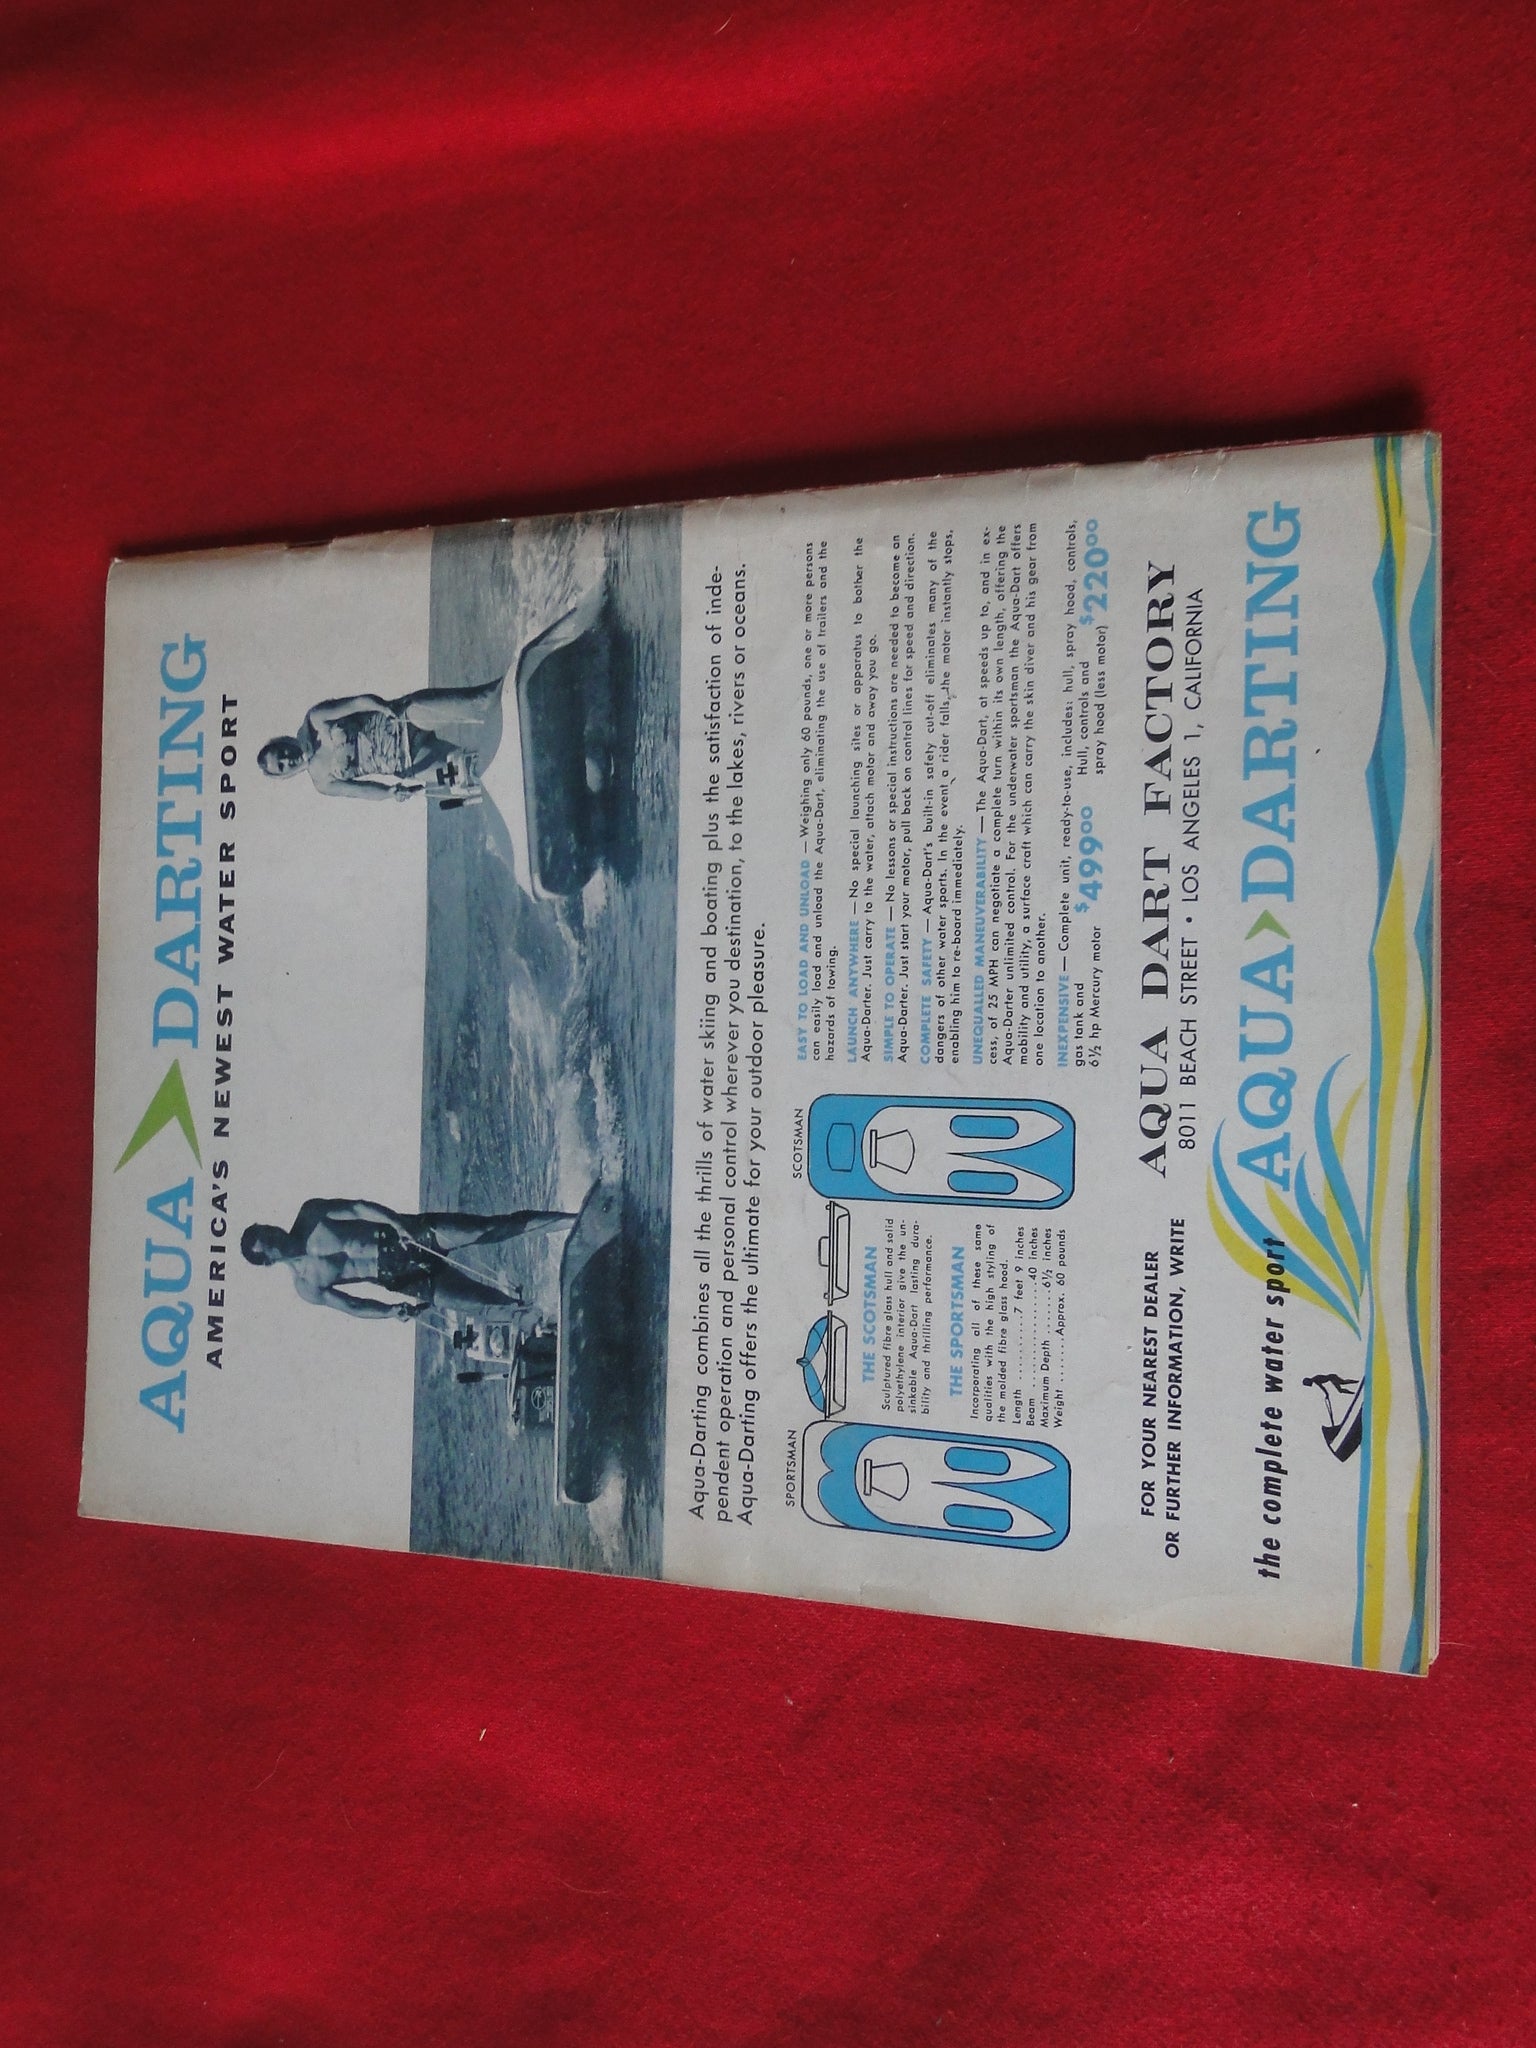 AQUA DARTING
AMERICA'S NEWEST WATER SPORT
Aqua-Darting combines all the thrills of water skiing and boating plus the satisfaction of inde-
pendent operation and personal control wherever you destination, to the lakes, rivers or oceans.
Aqua-Darting offers the ultimate for your outdoor pleasure.
SPORTSMAN
SCOTSMAN
THE SCOTSMAN
Sculptured fibre glass hull and solid
polyethylene interior give the un-
sinkable Aqua-Dart lasting dura-
bility and thrilling performance.
THE SPORTSMAN
Incorporating all of these same
qualities with the high styling of
the molded fibre glass hood.
Length ..........7 feet 9 inches
Beam ................40 inches
Maximum Depth .......6½ inches
Weight .......Approx. 60 pounds
EASY TO LOAD AND UNLOAD — Weighing only 60 pounds, one or more persons
can easily load and unload the Aqua-Dart, eliminating the use of trailers and the
hazards of towing.
LAUNCH ANYWHERE — No special launching sites or apparatus to bother the
Aqua-Darter. Just carry to the water, attach motor and away you go.
SIMPLE TO OPERATE — No lessons or special instructions are needed to become an
Aqua-Darter. Just start your motor, pull back on control lines for speed and direction.
COMPLETE SAFETY — Aqua-Dart's built-in safety cut-off eliminates many of the
dangers of other water sports. In the event a rider falls, the motor instantly stops,
enabling him to re-board immediately.
UNEQUALLED MANEUVERABILITY — The Aqua-Dart, at speeds up to, and in ex-
cess, of 25 MPH can negotiate a complete turn within its own length, offering the
Aqua-Darter unlimited control. For the underwater sportsman the Aqua-Dart offers
mobility and utility, a surface craft which can carry the skin diver and his gear from
one location to another.
INEXPENSIVE — Complete unit, ready-to-use, includes: hull, spray hood, controls,
gas tank and
6½ hp Mercury motor $499.00
Hull, controls and
spray hood (less motor) $220.00
FOR YOUR NEAREST DEALER
OR FURTHER INFORMATION, WRITE
AQUA DART FACTORY
8011 BEACH STREET • LOS ANGELES 1, CALIFORNIA
the complete water sport
AQUA DARTING